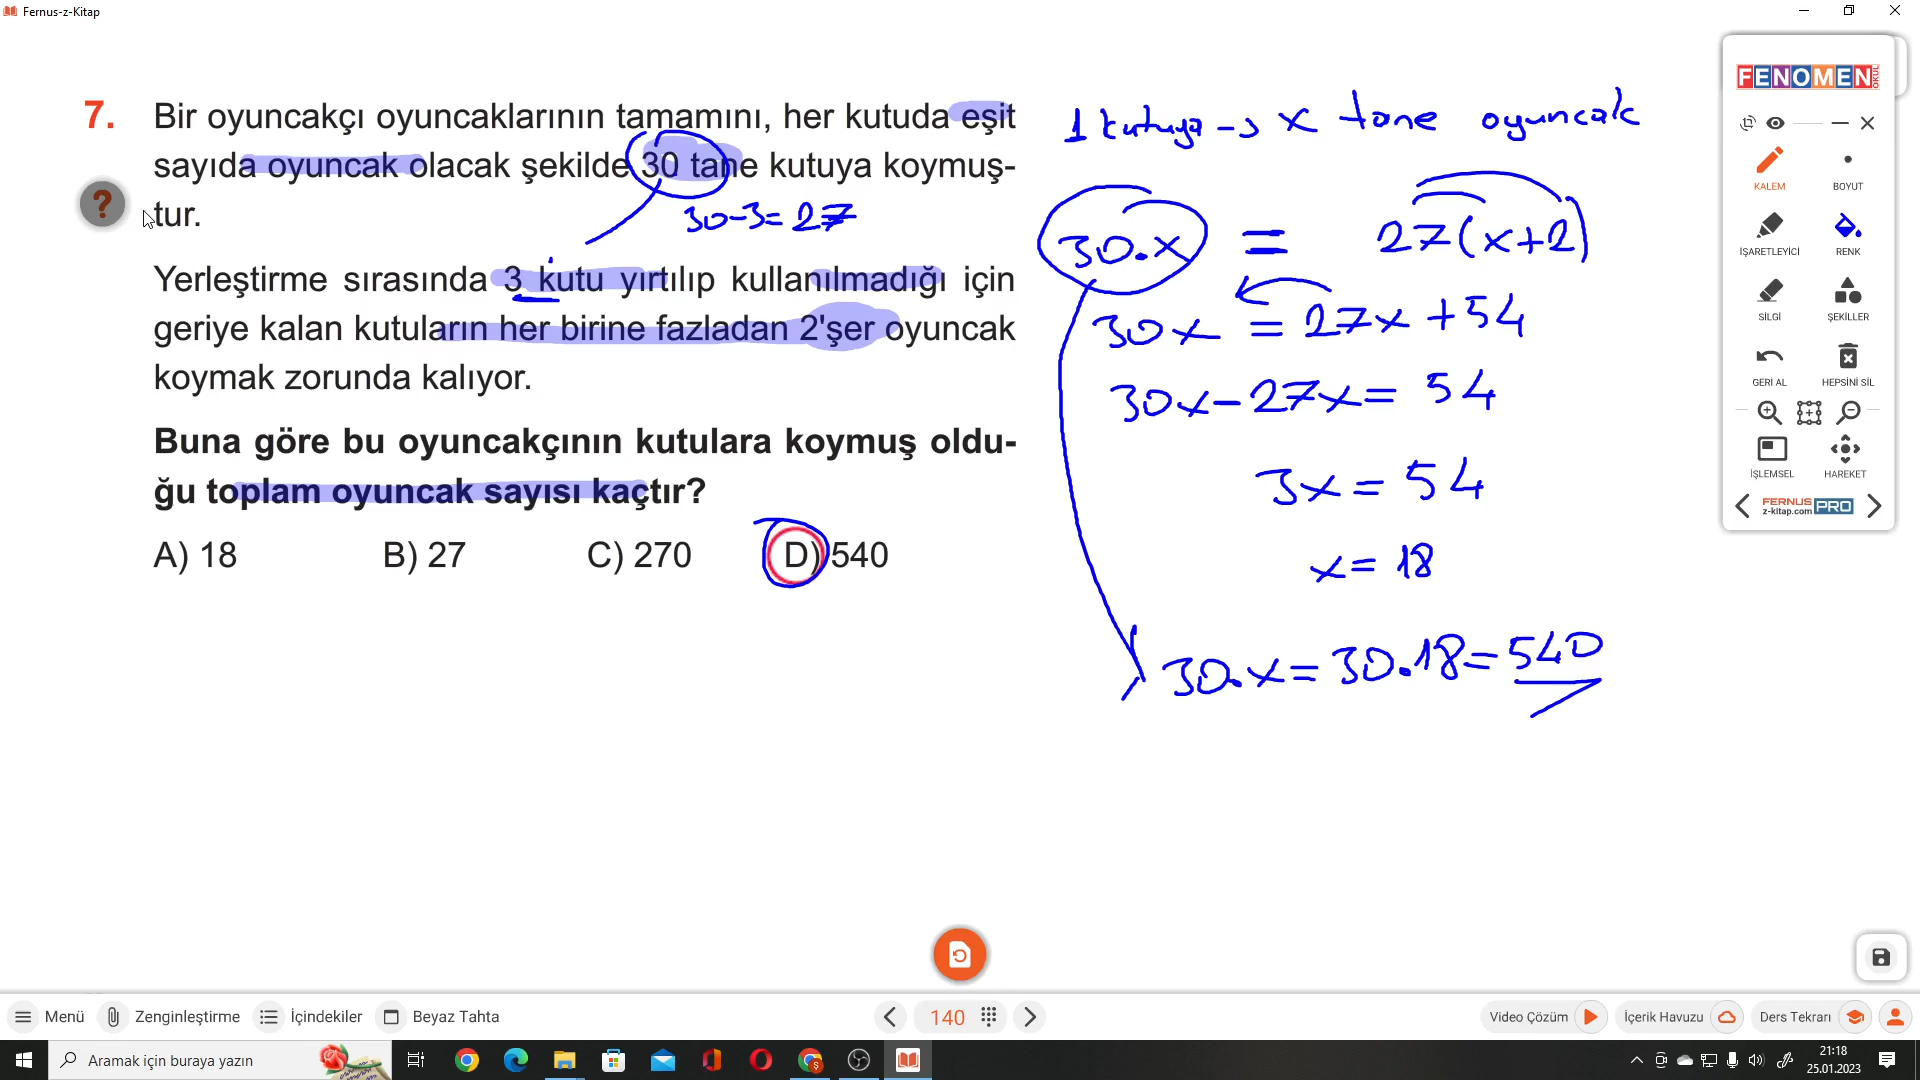 Fernus-z-Kitap
7. Bir oyuncakçı oyuncaklarının tamamını, her kutuda eşit
sayıda oyuncak olacak şekilde 30 tane kutuya koymuş-
tur.
30-3=27
Yerleştirme sırasında 3 kutu yırtılıp kullanılmadığı için
geriye kalan kutuların her birine fazladan 2'şer oyuncak
koymak zorunda kalıyor.
Buna göre bu oyuncakçının kutulara koymuş oldu-
ğu toplam oyuncak sayısı kaçtır?
A) 18 B) 27 C) 270 D) 540
?
1 kutuya → x tane oyuncak
30.x = 27(x+2)
30x = 27x +54
30x-27x= 54
3x = 54
x = 18
30.x = 30.18=540
FENOMEN OKUL
KALEM BOYUT
İŞARETLEYİCİ RENK
SİLGİ ŞEKİLLER
GERİ AL HEPSİNİ SİL
İŞLEMSEL HAREKET
FERNUS
z-kitap.com PRO
Menü Zenginleştirme İçindekiler Beyaz Tahta 140 Video Çözüm İçerik Havuzu Ders Tekrarı
Aramak için buraya yazın
21:18
25.01.2023